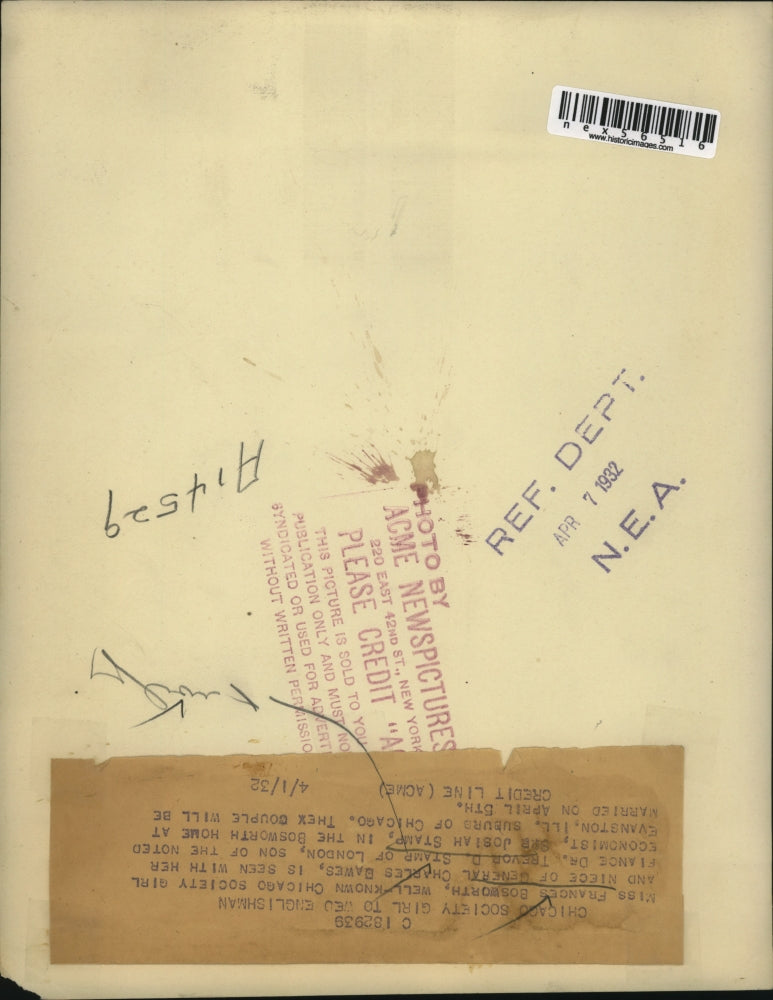 nex56516
www.historicimages.com
REF. DEPT.
APR 7 1932
N.E.A.
A14529
PHOTO BY
ACME NEWSPICTURES
220 EAST 42ND ST., NEW YORK
PLEASE CREDIT "A
THIS PICTURE IS SOLD TO YOU
PUBLICATION ONLY AND MUST NO
SYNDICATED OR USED FOR ADVERTI
WITHOUT WRITTEN PERMISSIO
C 182939
CHICAGO SOCIETY GIRL TO WED ENGLISHMAN
MISS FRANCES BOSWORTH, WELL-KNOWN CHICAGO SOCIETY GIRL
AND NIECE OF GENERAL CHARLES DAWES, IS SEEN WITH HER
FIANCE DR. TREVOR D. STAMP OF LONDON, SON OF THE NOTED
ECONOMIST, SIR JOSIAH STAMP, IN THE BOSWORTH HOME AT
EVANSTON, ILL. SUBURB OF CHICAGO. THEX COUPLE WILL BE
MARRIED ON APRIL 5TH.
CREDIT LINE (ACME) 4/1/32